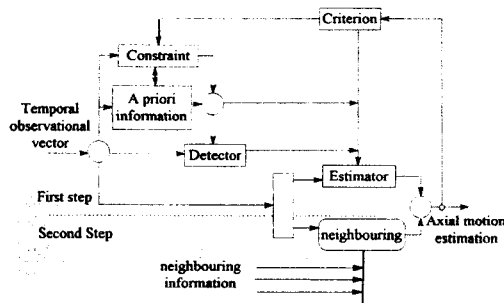 Criterion
Constraint
A priori
information
Temporal
observational
vector
Detector
Estimator
First step
Axial motion
estimation
Second Step
neighbouring
neighbouring
information